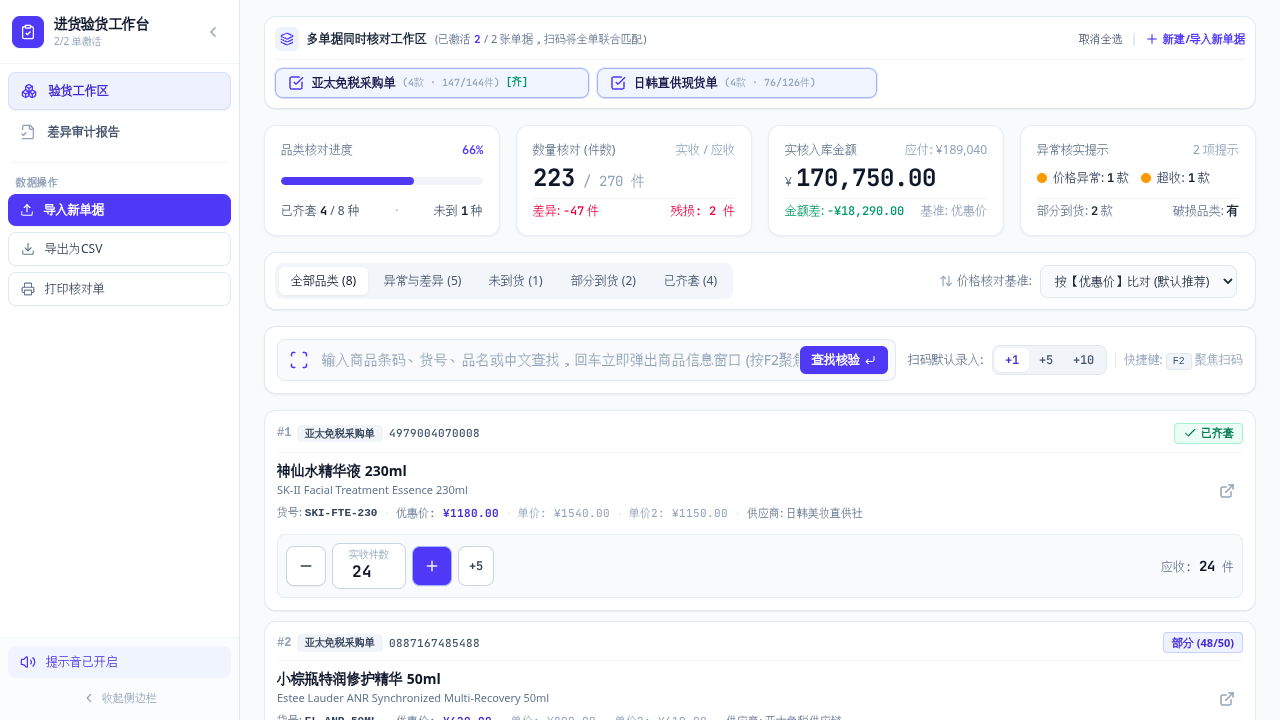 进货验货工作台
2/2 单激活
验货工作区
差异审计报告
数据操作
导入新单据
导出为CSV
打印核对单
提示音已开启
收起侧边栏
多单据同时核对工作区 (已激活 2 / 2 张单据，扫码将全单联合匹配)
取消全选
新建/导入新单据
亚太免税采购单 (4款 · 147/144件) [齐]
日韩直供现货单 (4款 · 76/126件)
品类核对进度 66%
已齐套 4 / 8 种 · 未到 1 种
数量核对 (件数) 实收 / 应收
223 / 270 件
差异: -47 件 残损: 2 件
实核入库金额 应付: ¥189,040
¥ 170,750.00
金额差: -¥18,290.00 基准: 优惠价
异常核实提示 2 项提示
价格异常: 1 款 超收: 1 款
部分到货: 2 款 破损品类: 有
全部品类 (8) 异常与差异 (5) 未到货 (1) 部分到货 (2) 已齐套 (4)
价格核对基准: 按【优惠价】比对 (默认推荐)
输入商品条码、货号、品名或中文查找，回车立即弹出商品信息窗口 (按F2聚
查找核验
扫码默认录入: +1 +5 +10
快捷键: F2 聚焦扫码
#1 亚太免税采购单 4979004070008 已齐套
神仙水精华液 230ml
SK-II Facial Treatment Essence 230ml
货号: SKI-FTE-230 · 优惠价: ¥1180.00 · 单价: ¥1540.00 · 单价2: ¥1150.00 · 供应商: 日韩美妆直供社
实收件数
24
+5
应收: 24 件
#2 亚太免税采购单 0887167485488 部分 (48/50)
小棕瓶特润修护精华 50ml
Estee Lauder ANR Synchronized Multi-Recovery 50ml